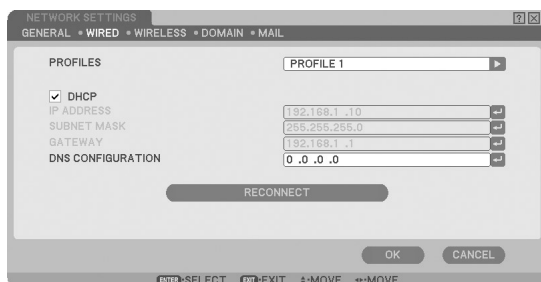 NETWORK SETTINGS
GENERAL • WIRED • WIRELESS • DOMAIN • MAIL
PROFILES PROFILE 1
DHCP
IP ADDRESS 192.168.1 .10
SUBNET MASK 255.255.255.0
GATEWAY 192.168.1 .1
DNS CONFIGURATION 0 .0 .0 .0
RECONNECT
OK CANCEL
ENTER:SELECT EXIT:EXIT :MOVE :MOVE